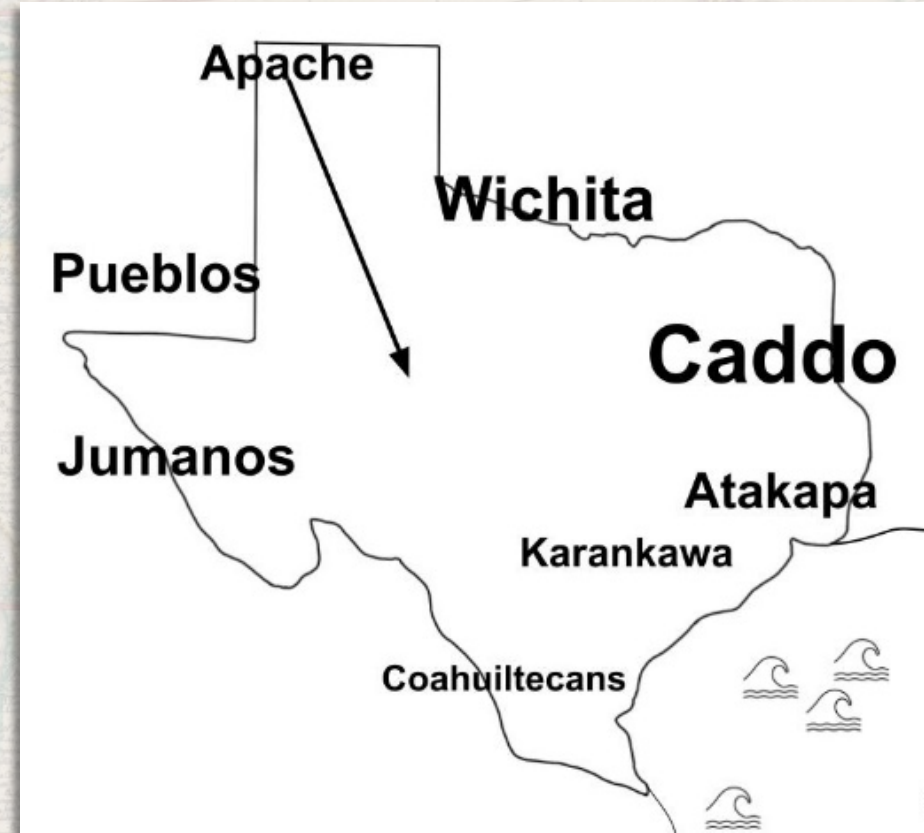 Apache
Wichita
Pueblos
Caddo
Jumanos
Atakapa
Karankawa
Coahuiltecans